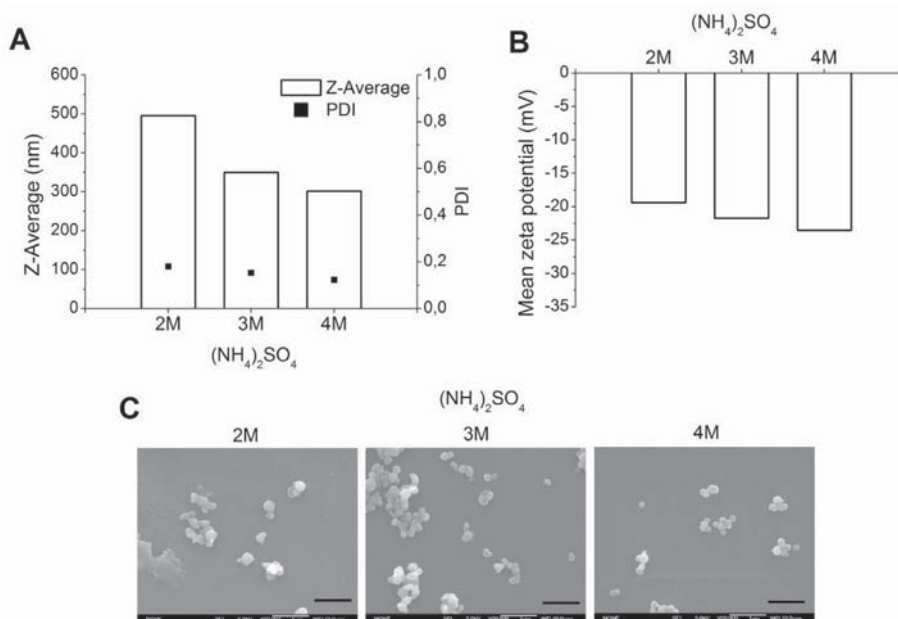 A
Z-Average (nm)
600
500
400
300
200
100
0
Z-Average
PDI
1,0
0,8
0,6
0,4
0,2
0,0
PDI
2M 3M 4M
(NH4)2SO4
B
(NH4)2SO4
2M 3M 4M
Mean zeta potential (mV)
0
-5
-10
-15
-20
-25
-30
-35
C
(NH4)2SO4
2M 3M 4M